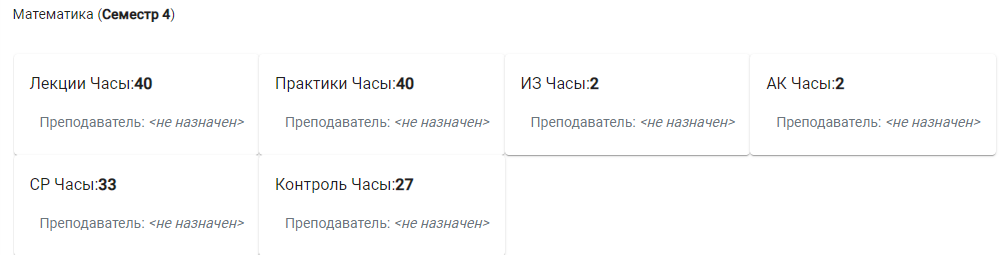 Математика (Семестр 4)
Лекции Часы:40
Преподаватель: <не назначен>
Практики Часы:40
Преподаватель: <не назначен>
ИЗ Часы:2
Преподаватель: <не назначен>
АК Часы:2
Преподаватель: <не назначен>
СР Часы:33
Преподаватель: <не назначен>
Контроль Часы:27
Преподаватель: <не назначен>